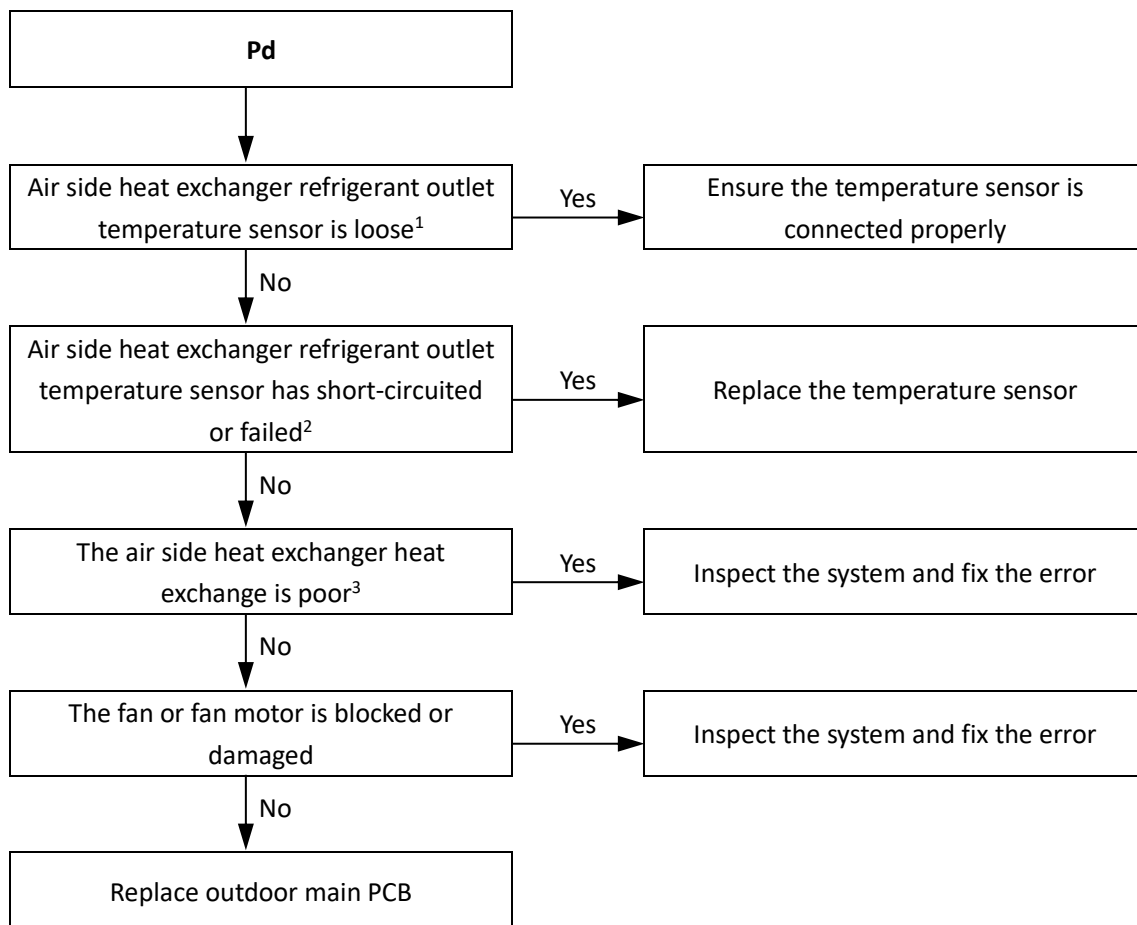 Pd
Air side heat exchanger refrigerant outlet
temperature sensor is loose1
Yes
Ensure the temperature sensor is
connected properly
No
Air side heat exchanger refrigerant outlet
temperature sensor has short-circuited
or failed2
Yes
Replace the temperature sensor
No
The air side heat exchanger heat
exchange is poor3
Yes
Inspect the system and fix the error
No
The fan or fan motor is blocked or
damaged
Yes
Inspect the system and fix the error
No
Replace outdoor main PCB